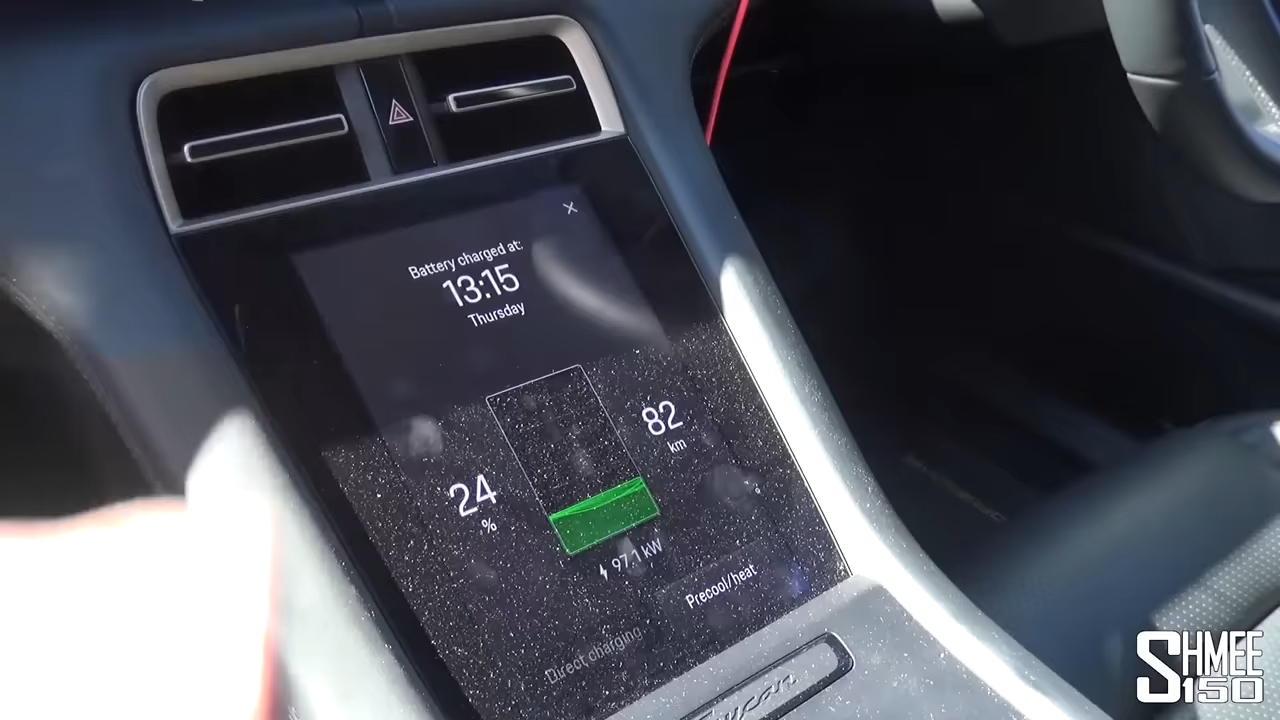 Battery charged at:
13:15
Thursday
82
km
24
%
97.1 kW
Precool/heat
Direct charging
Taycan
SHMEE
150